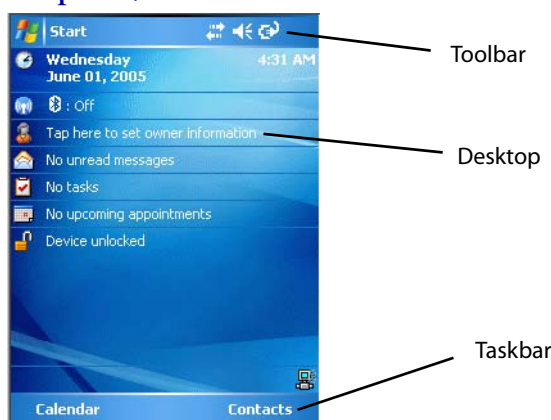 Start
Toolbar
Wednesday 4:31 AM
June 01, 2005
: Off
Tap here to set owner information
Desktop
No unread messages
No tasks
No upcoming appointments
Device unlocked
Taskbar
Calendar Contacts